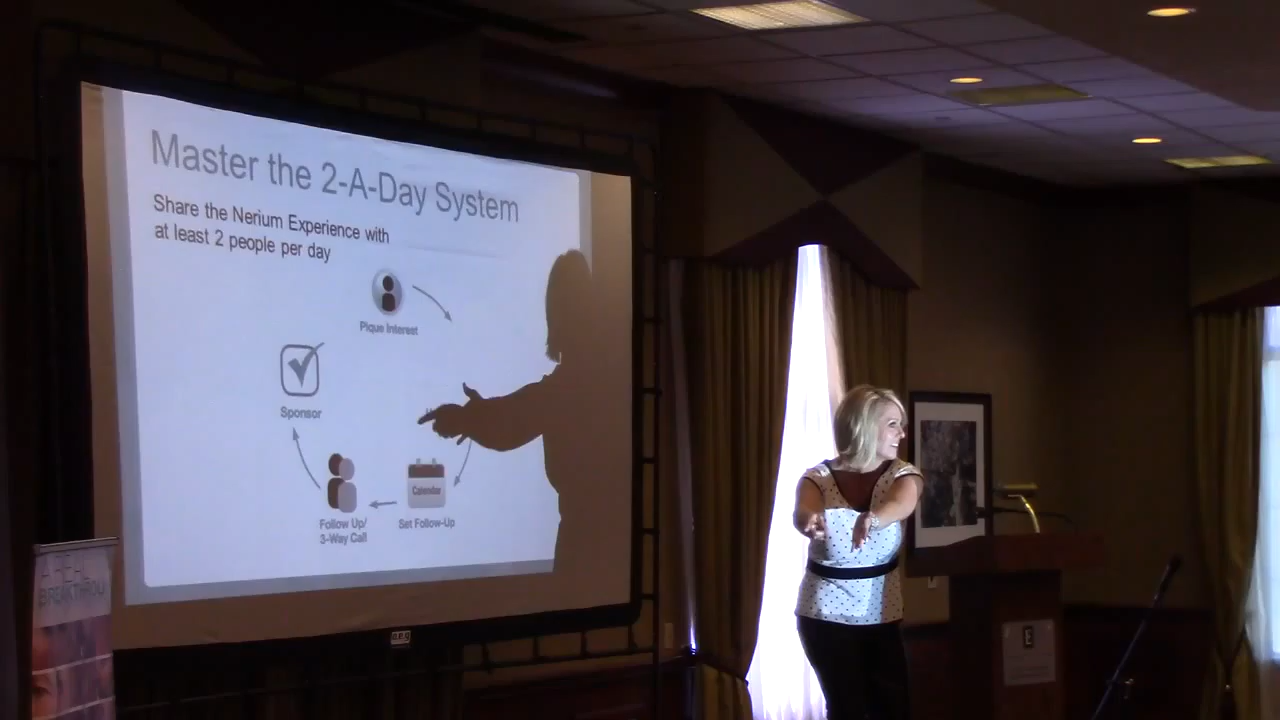 Master the 2-A-Day System
Share the Nerium Experience with
at least 2 people per day
Pique Interest
Sponsor
Calendar
Follow Up/
3-Way Call
Set Follow-Up
BREAKTHROU
E